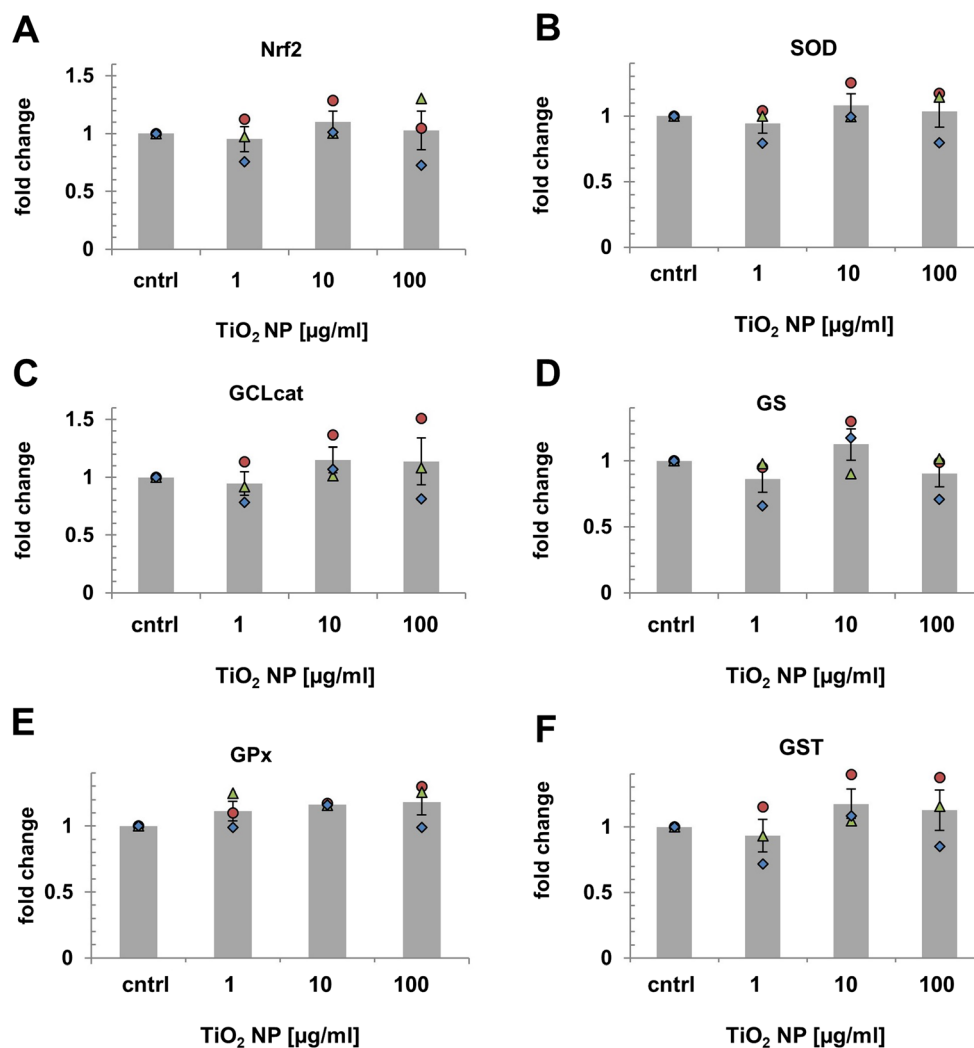 A
Nrf2
fold change
1.5
1
0.5
0
cntrl 1 10 100
TiO₂ NP [µg/ml]
B
SOD
fold change
1
0.5
0
cntrl 1 10 100
TiO₂ NP [µg/ml]
C
GCLcat
fold change
1.5
1
0.5
0
cntrl 1 10 100
TiO₂ NP [µg/ml]
D
GS
fold change
1
0.5
0
cntrl 1 10 100
TiO₂ NP [µg/ml]
E
GPx
fold change
1
0.5
0
cntrl 1 10 100
TiO₂ NP [µg/ml]
F
GST
fold change
1
0.5
0
cntrl 1 10 100
TiO₂ NP [µg/ml]